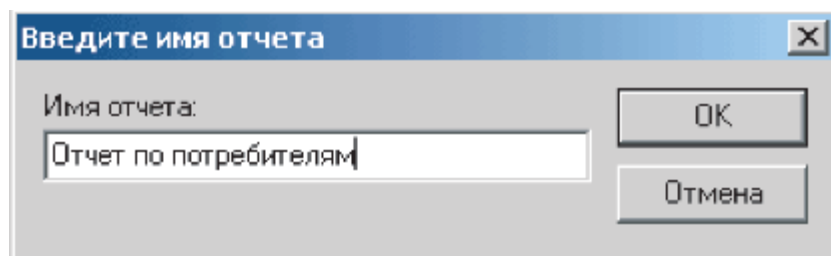 Введите имя отчета
Имя отчета:
Отчет по потребителям
OK
Отмена